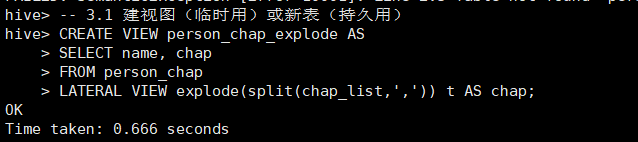 hive> -- 3.1 建视图（临时用）或新表（持久用）
hive> CREATE VIEW person_chap_explode AS
    > SELECT name, chap
    > FROM person_chap
    > LATERAL VIEW explode(split(chap_list,',')) t AS chap;
OK
Time taken: 0.666 seconds